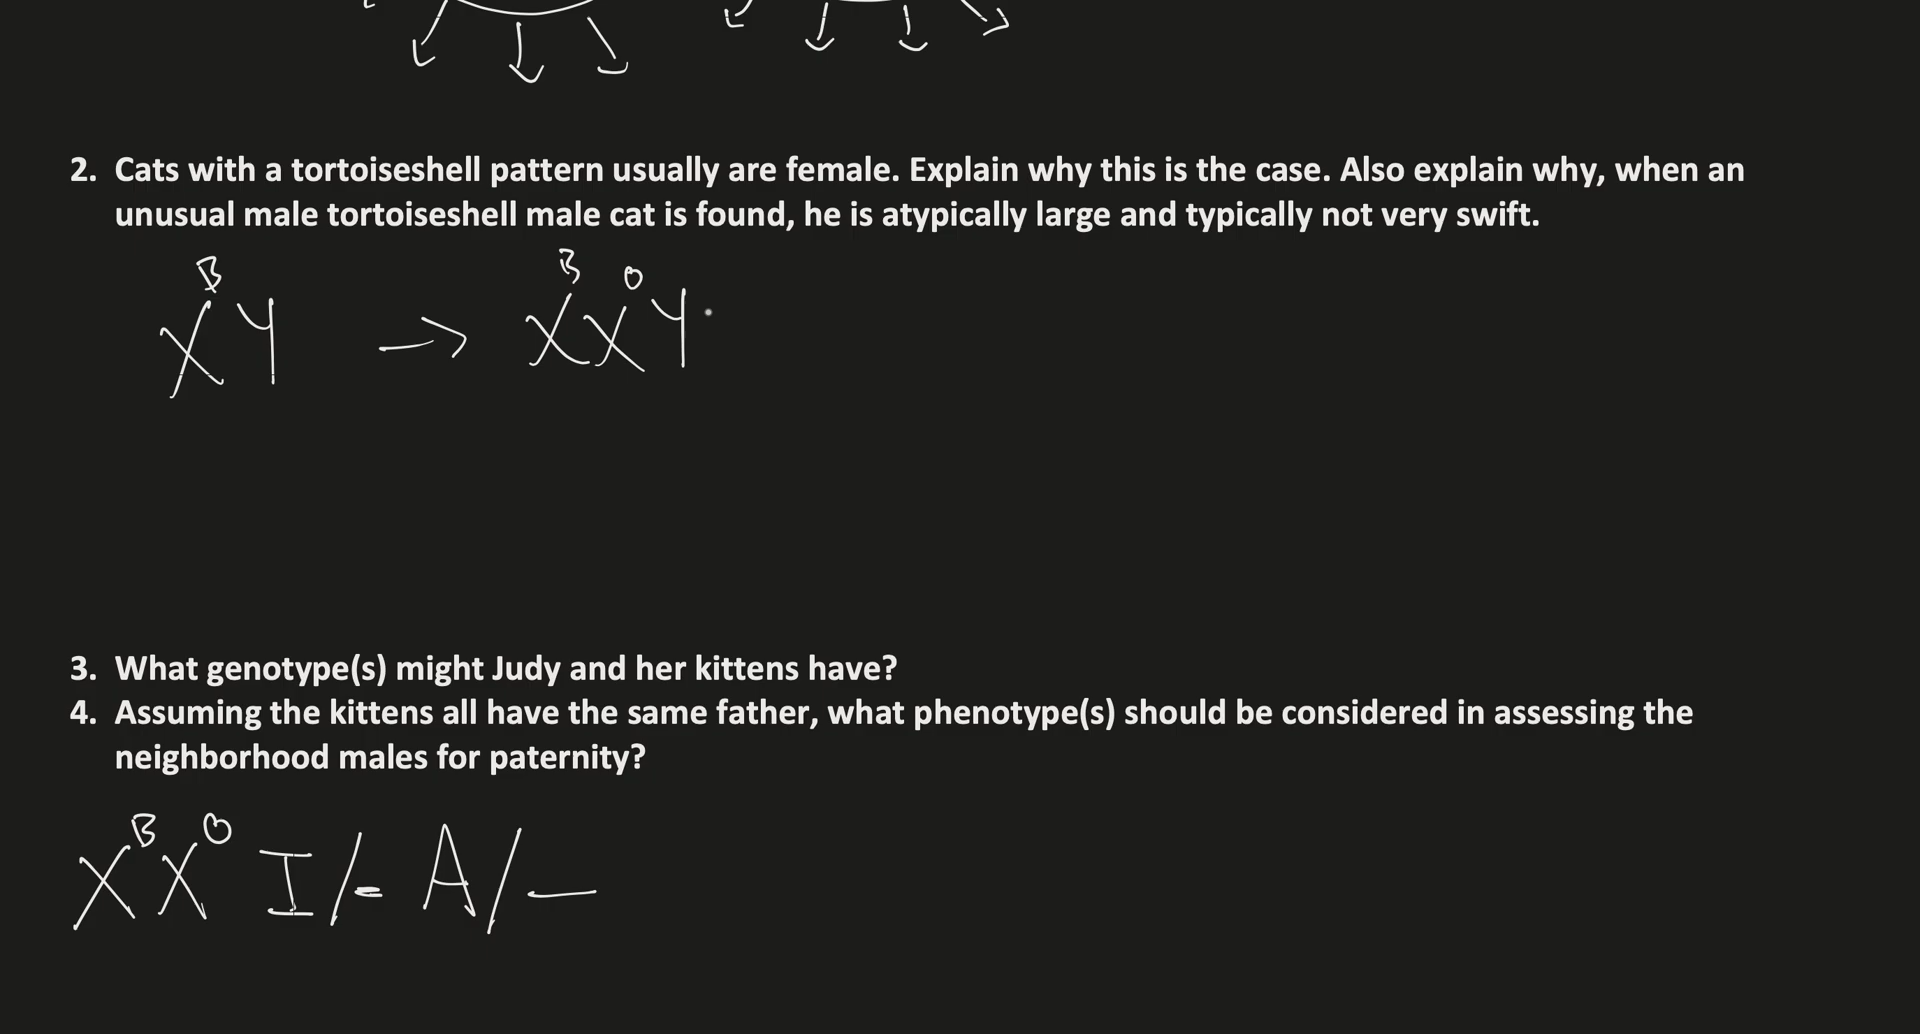 2. Cats with a tortoiseshell pattern usually are female. Explain why this is the case. Also explain why, when an
unusual male tortoiseshell male cat is found, he is atypically large and typically not very swift.
X^B Y -> X^B X^O Y
3. What genotype(s) might Judy and her kittens have?
4. Assuming the kittens all have the same father, what phenotype(s) should be considered in assessing the
neighborhood males for paternity?
X^B X^O I/- A/-